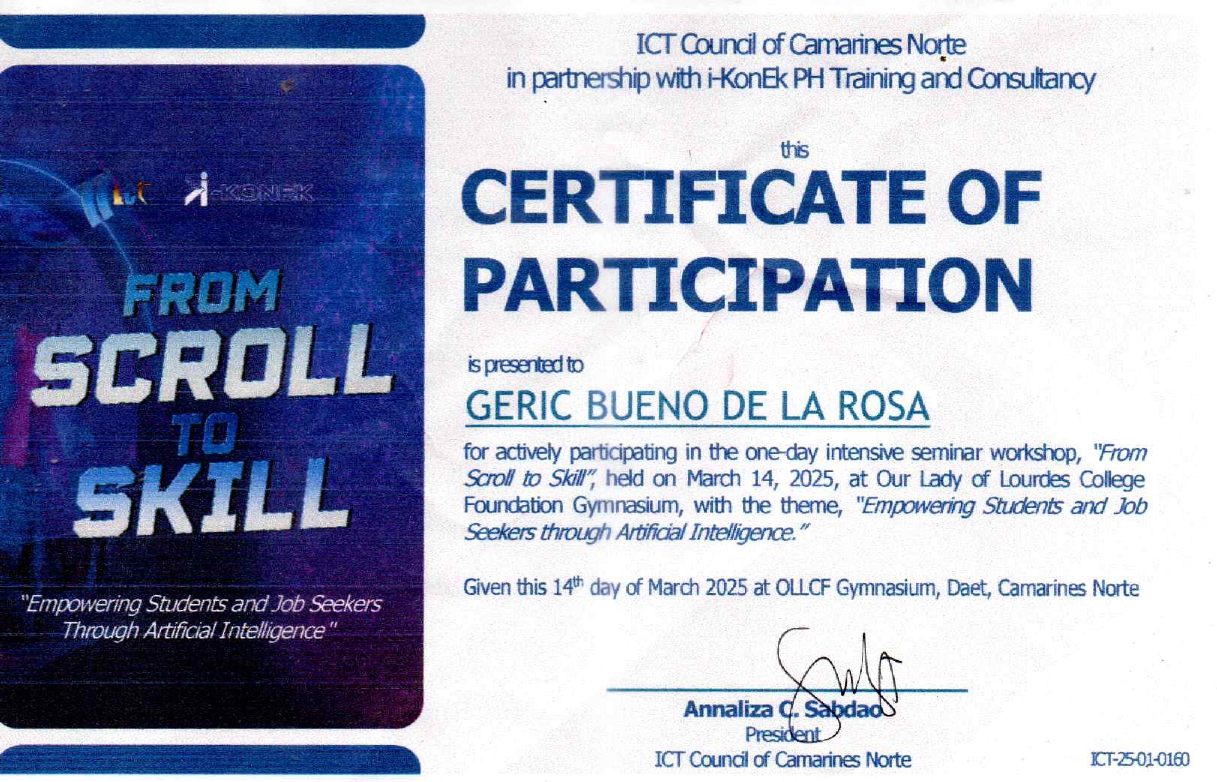 ICT Council of Camarines Norte
in partnership with i-KonEk PH Training and Consultancy
this
CERTIFICATE OF
PARTICIPATION
is presented to
GERIC BUENO DE LA ROSA
for actively participating in the one-day intensive seminar workshop, "From
Scroll to Skill", held on March 14, 2025, at Our Lady of Lourdes College
Foundation Gymnasium, with the theme, "Empowering Students and Job
Seekers through Artificial Intelligence."
Given this 14th day of March 2025 at OLLCF Gymnasium, Daet, Camarines Norte
Annaliza C. Sabdao
President
ICT Council of Camarines Norte
ICT-25-01-0160
i-KONEK
FROM
SCROLL
TO
SKILL
"Empowering Students and Job Seekers
Through Artificial Intelligence"